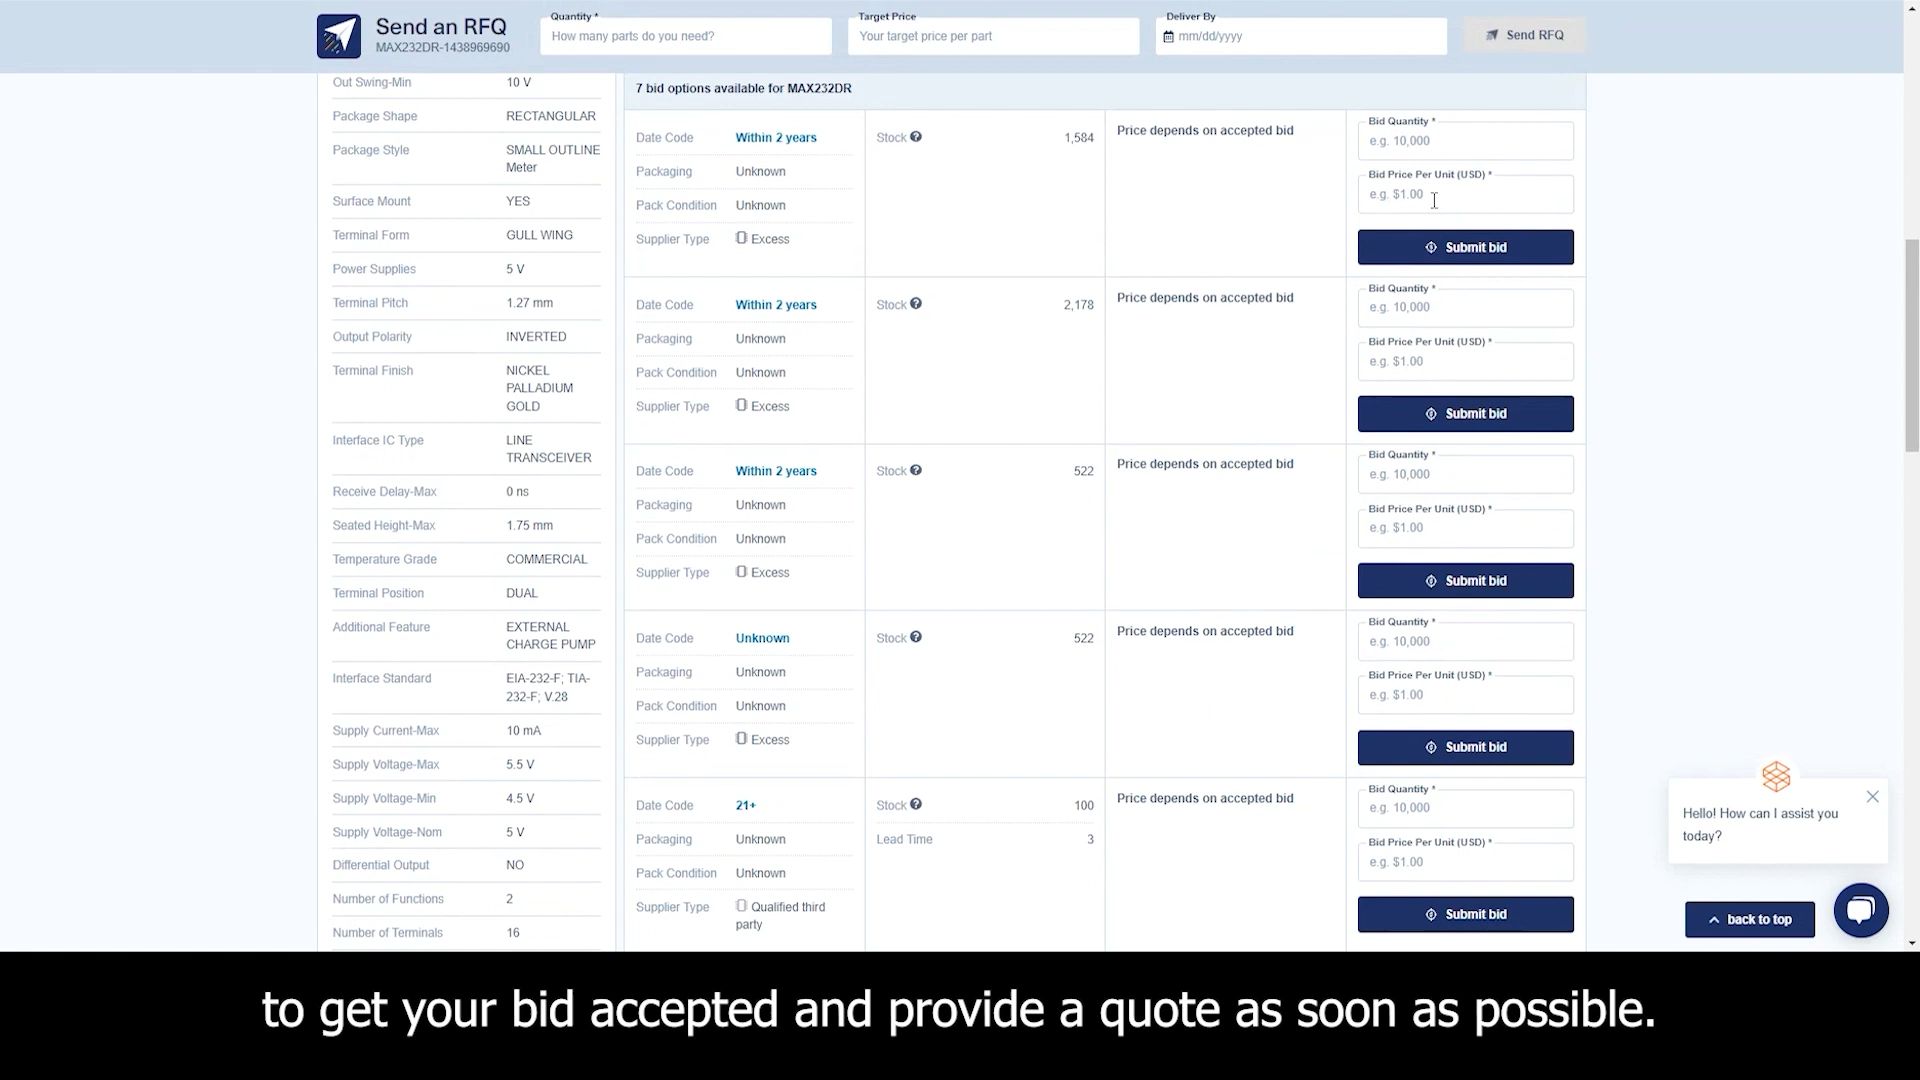 Send an RFQ
MAX232DR-1438969690
Quantity *
How many parts do you need?
Target Price
Your target price per part
Deliver By
mm/dd/yyyy
Send RFQ
Out Swing-Min 10 V
Package Shape RECTANGULAR
Package Style SMALL OUTLINE
Meter
Surface Mount YES
Terminal Form GULL WING
Power Supplies 5 V
Terminal Pitch 1.27 mm
Output Polarity INVERTED
Terminal Finish NICKEL
PALLADIUM
GOLD
Interface IC Type LINE
TRANSCEIVER
Receive Delay-Max 0 ns
Seated Height-Max 1.75 mm
Temperature Grade COMMERCIAL
Terminal Position DUAL
Additional Feature EXTERNAL
CHARGE PUMP
Interface Standard EIA-232-F; TIA-
232-F; V.28
Supply Current-Max 10 mA
Supply Voltage-Max 5.5 V
Supply Voltage-Min 4.5 V
Supply Voltage-Nom 5 V
Differential Output NO
Number of Functions 2
Number of Terminals 16
7 bid options available for MAX232DR
Date Code Within 2 years
Packaging Unknown
Pack Condition Unknown
Supplier Type Excess
Stock ? 1,584
Price depends on accepted bid
Bid Quantity *
e.g. 10,000
Bid Price Per Unit (USD) *
e.g. $1.00
Submit bid
Date Code Within 2 years
Packaging Unknown
Pack Condition Unknown
Supplier Type Excess
Stock ? 2,178
Price depends on accepted bid
Bid Quantity *
e.g. 10,000
Bid Price Per Unit (USD) *
e.g. $1.00
Submit bid
Date Code Within 2 years
Packaging Unknown
Pack Condition Unknown
Supplier Type Excess
Stock ? 522
Price depends on accepted bid
Bid Quantity *
e.g. 10,000
Bid Price Per Unit (USD) *
e.g. $1.00
Submit bid
Date Code Unknown
Packaging Unknown
Pack Condition Unknown
Supplier Type Excess
Stock ? 522
Price depends on accepted bid
Bid Quantity *
e.g. 10,000
Bid Price Per Unit (USD) *
e.g. $1.00
Submit bid
Date Code 21+
Packaging Unknown
Pack Condition Unknown
Supplier Type Qualified third
party
Stock ? 100
Lead Time 3
Price depends on accepted bid
Bid Quantity *
e.g. 10,000
Bid Price Per Unit (USD) *
e.g. $1.00
Submit bid
Hello! How can I assist you
today?
back to top
to get your bid accepted and provide a quote as soon as possible.